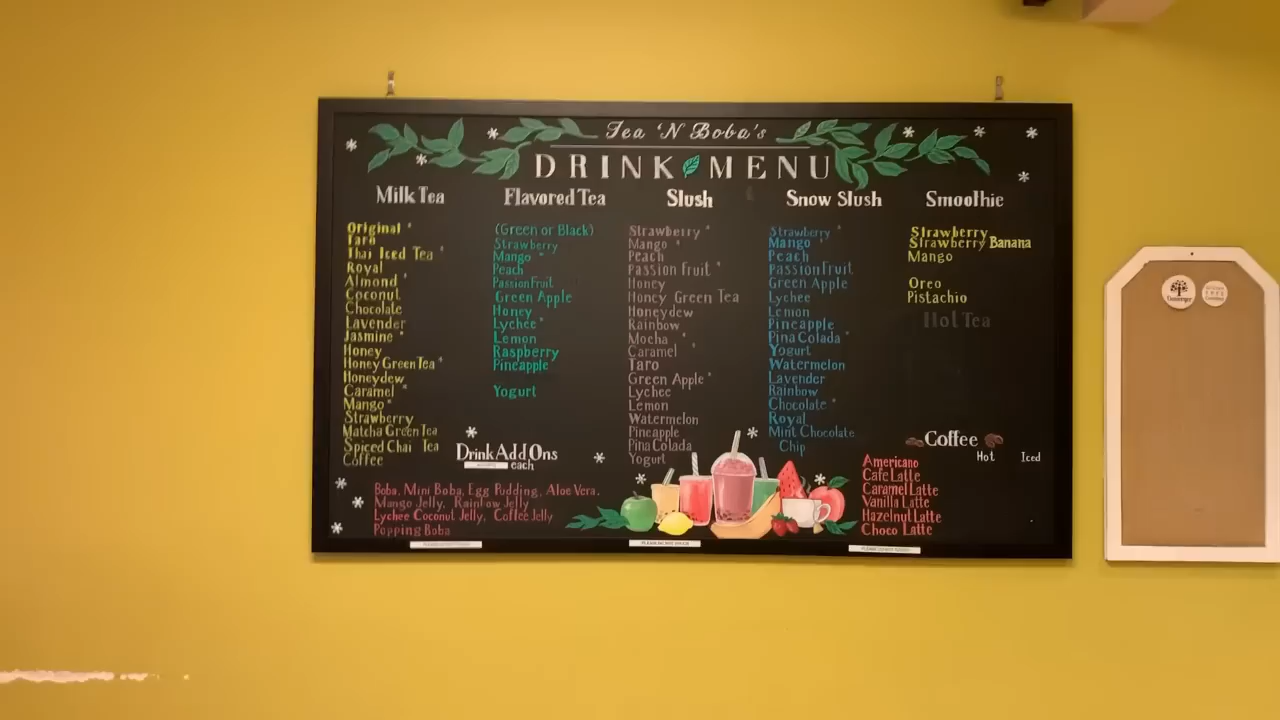 Tea 'N Boba's
DRINK MENU
Milk Tea
Original *
Taro
Thai Iced Tea *
Royal
Almond *
Coconut
Chocolate
Lavender
Jasmine *
Honey
Honey Green Tea *
Honeydew
Caramel *
Mango *
Strawberry
Matcha Green Tea
Spiced Chai Tea
Coffee
Flavored Tea
(Green or Black)
Strawberry
Mango *
Peach
Passion Fruit
Green Apple
Honey
Lychee *
Lemon
Raspberry
Pineapple
Yogurt
Slush
Strawberry *
Mango *
Peach
Passion Fruit *
Honey
Honey Green Tea
Honeydew
Rainbow
Mocha *
Caramel *
Taro
Green Apple *
Lychee
Lemon
Watermelon
Pineapple
Pina Colada
Yogurt
Snow Slush
Strawberry *
Mango *
Peach
Passion Fruit
Green Apple
Lychee
Lemon
Pineapple
Pina Colada *
Yogurt
Watermelon
Lavender
Rainbow
Chocolate *
Royal
Mint Chocolate
Chip
Smoothie
Strawberry
Strawberry Banana
Mango
Oreo
Pistachio
Hot Tea
Coffee
Hot Iced
Americano
Cafe Latte
Caramel Latte
Vanilla Latte
Hazelnut Latte
Choco Latte
Drink Add Ons
each
Boba, Mini Boba, Egg Pudding, Aloe Vera,
Mango Jelly, Rainbow Jelly
Lychee Coconut Jelly, Coffee Jelly
Popping Boba